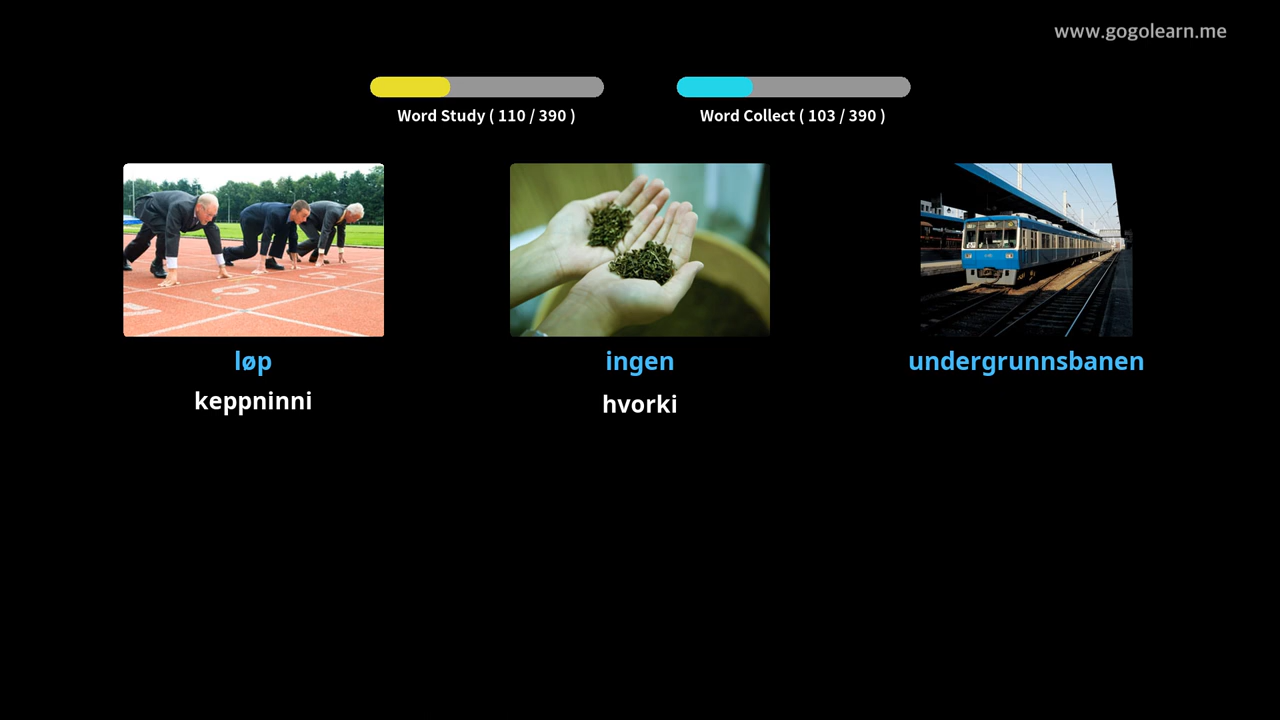 www.gogolearn.me
Word Study ( 110 / 390 )
Word Collect ( 103 / 390 )
løp
ingen
undergrunnsbanen
keppninni
hvorki